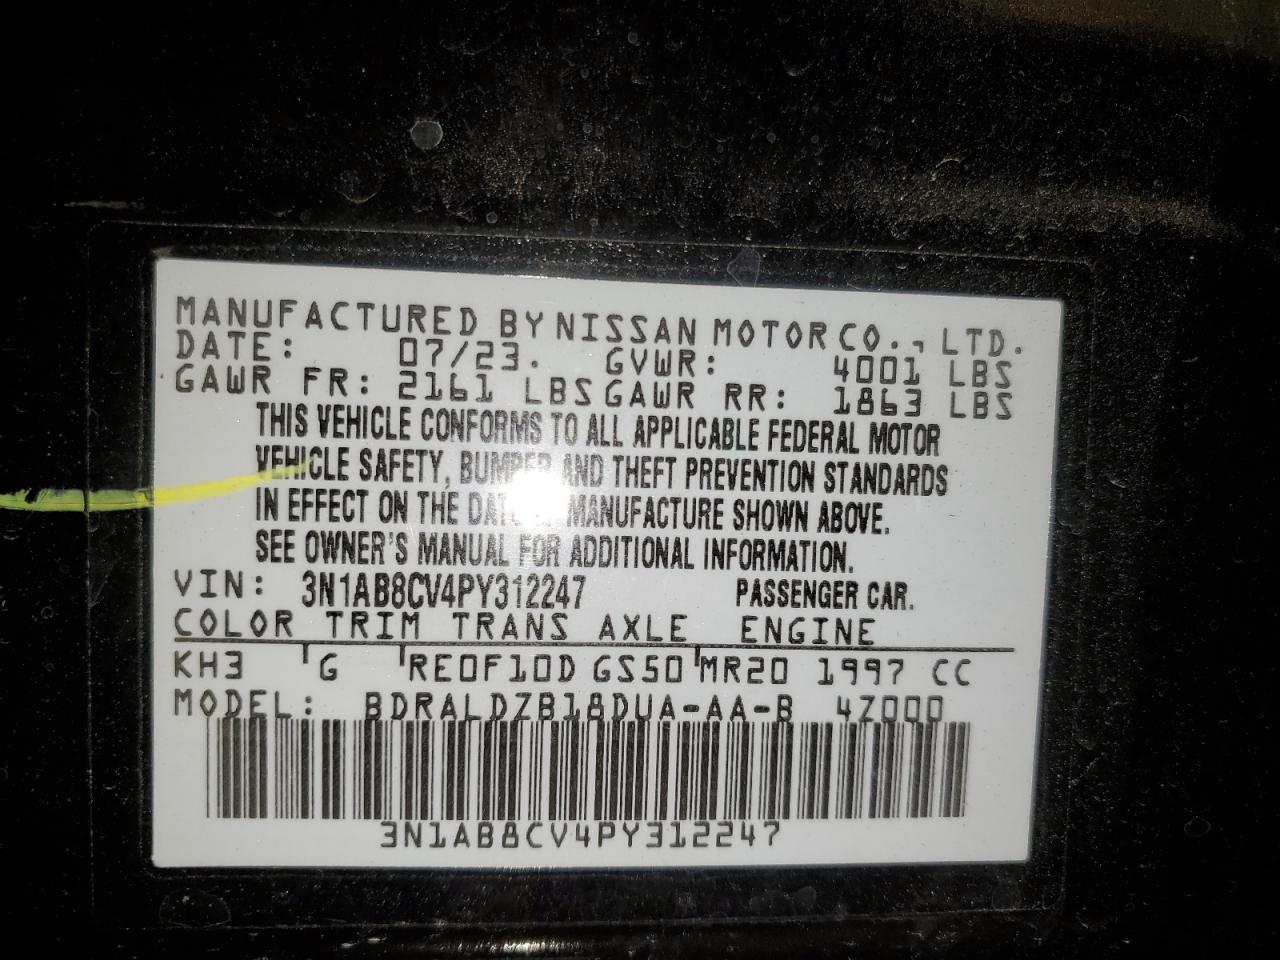 MANUFACTURED BY NISSAN MOTOR CO., LTD.
DATE: 07/23. GVWR: 4001 LBS
GAWR FR: 2161 LBS GAWR RR: 1863 LBS
THIS VEHICLE CONFORMS TO ALL APPLICABLE FEDERAL MOTOR
VEHICLE SAFETY, BUMPER AND THEFT PREVENTION STANDARDS
IN EFFECT ON THE DATE OF MANUFACTURE SHOWN ABOVE.
SEE OWNER'S MANUAL FOR ADDITIONAL INFORMATION.
VIN: 3N1AB8CV4PY312247 PASSENGER CAR.
COLOR TRIM TRANS AXLE ENGINE
KH3 G RE0F10D GS50 MR20 1997 CC
MODEL: BDRALDZB18DUA-AA-B 4Z000
3N1AB8CV4PY312247